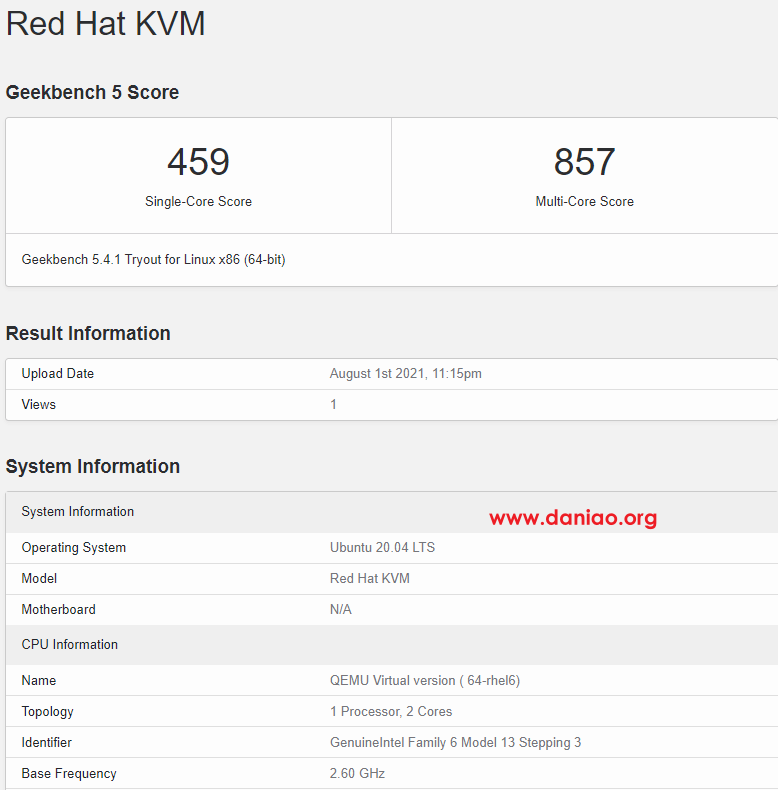 Red Hat KVM
Geekbench 5 Score
459 857
Single-Core Score Multi-Core Score
Geekbench 5.4.1 Tryout for Linux x86 (64-bit)
Result Information
Upload Date August 1st 2021, 11:15pm
Views 1
System Information
System Information www.daniao.org
Operating System Ubuntu 20.04 LTS
Model Red Hat KVM
Motherboard N/A
CPU Information
Name QEMU Virtual version ( 64-rhel6)
Topology 1 Processor, 2 Cores
Identifier GenuineIntel Family 6 Model 13 Stepping 3
Base Frequency 2.60 GHz